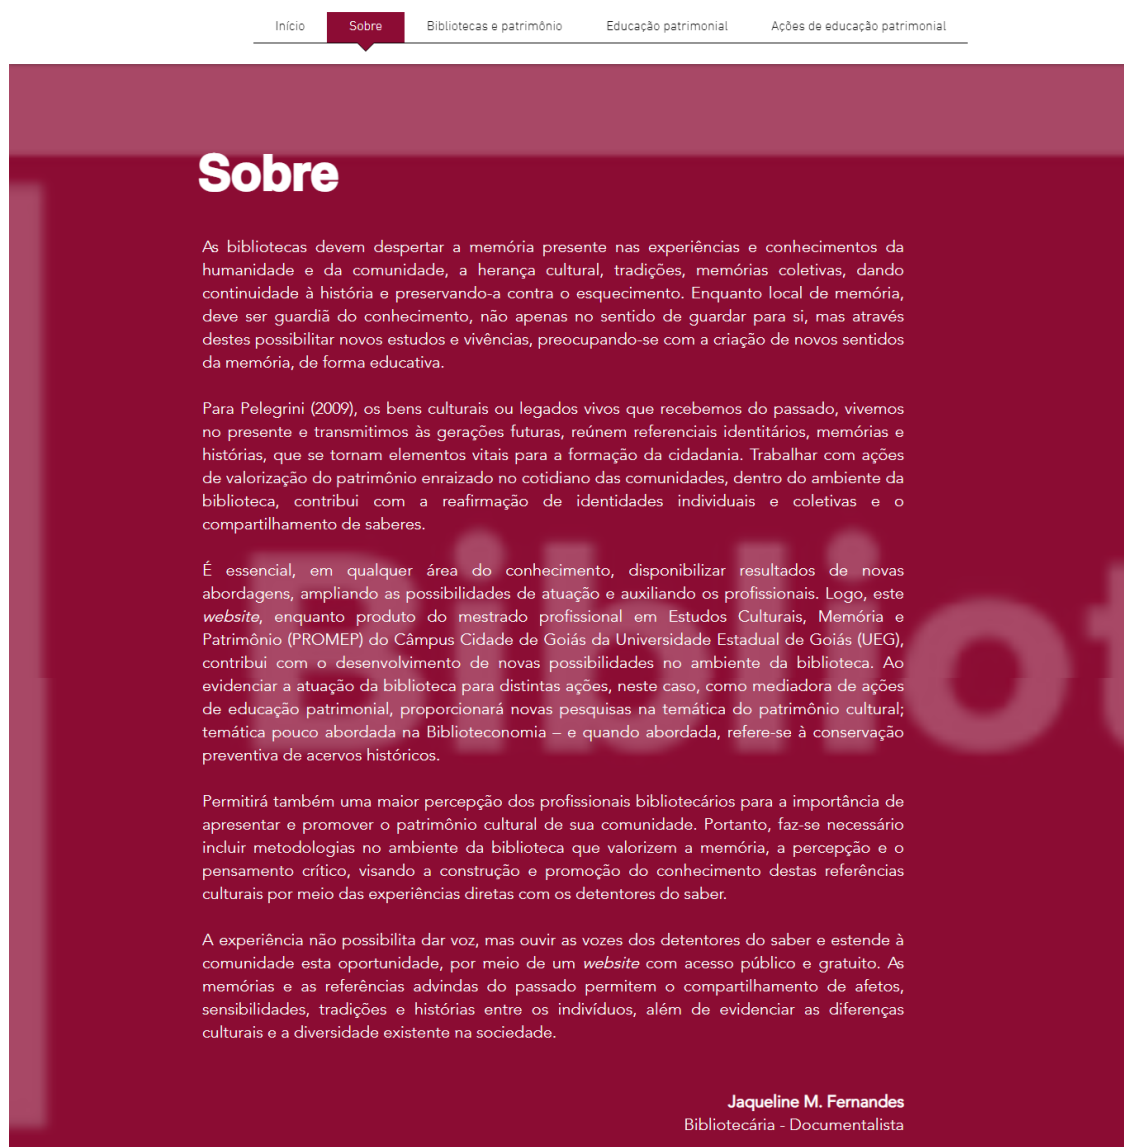 Início Sobre Bibliotecas e patrimônio Educação patrimonial Ações de educação patrimonial
Sobre
As bibliotecas devem despertar a memória presente nas experiências e conhecimentos da
humanidade e da comunidade, a herança cultural, tradições, memórias coletivas, dando
continuidade à história e preservando-a contra o esquecimento. Enquanto local de memória,
deve ser guardiã do conhecimento, não apenas no sentido de guardar para si, mas através
destes possibilitar novos estudos e vivências, preocupando-se com a criação de novos sentidos
da memória, de forma educativa.
Para Pelegrini (2009), os bens culturais ou legados vivos que recebemos do passado, vivemos
no presente e transmitimos às gerações futuras, reúnem referenciais identitários, memórias e
histórias, que se tornam elementos vitais para a formação da cidadania. Trabalhar com ações
de valorização do patrimônio enraizado no cotidiano das comunidades, dentro do ambiente da
biblioteca, contribui com a reafirmação de identidades individuais e coletivas e o
compartilhamento de saberes.
É essencial, em qualquer área do conhecimento, disponibilizar resultados de novas
abordagens, ampliando as possibilidades de atuação e auxiliando os profissionais. Logo, este
website, enquanto produto do mestrado profissional em Estudos Culturais, Memória e
Patrimônio (PROMEP) do Câmpus Cidade de Goiás da Universidade Estadual de Goiás (UEG),
contribui com o desenvolvimento de novas possibilidades no ambiente da biblioteca. Ao
evidenciar a atuação da biblioteca para distintas ações, neste caso, como mediadora de ações
de educação patrimonial, proporcionará novas pesquisas na temática do patrimônio cultural;
temática pouco abordada na Biblioteconomia – e quando abordada, refere-se à conservação
preventiva de acervos históricos.
Permitirá também uma maior percepção dos profissionais bibliotecários para a importância de
apresentar e promover o patrimônio cultural de sua comunidade. Portanto, faz-se necessário
incluir metodologias no ambiente da biblioteca que valorizem a memória, a percepção e o
pensamento crítico, visando a construção e promoção do conhecimento destas referências
culturais por meio das experiências diretas com os detentores do saber.
A experiência não possibilita dar voz, mas ouvir as vozes dos detentores do saber e estende à
comunidade esta oportunidade, por meio de um website com acesso público e gratuito. As
memórias e as referências advindas do passado permitem o compartilhamento de afetos,
sensibilidades, tradições e histórias entre os indivíduos, além de evidenciar as diferenças
culturais e a diversidade existente na sociedade.
Jaqueline M. Fernandes
Bibliotecária - Documentalista
Bibliot